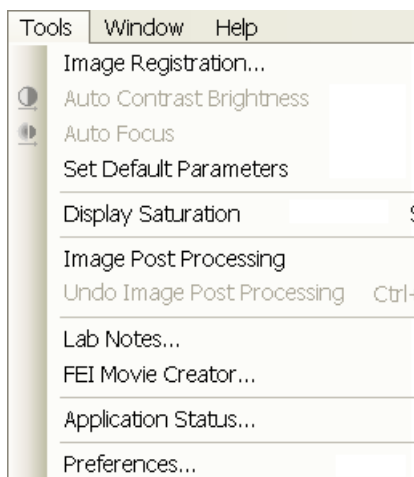 Tools Window Help
Image Registration...
Auto Contrast Brightness
Auto Focus
Set Default Parameters
Display Saturation
Image Post Processing
Undo Image Post Processing Ctrl-
Lab Notes...
FEI Movie Creator...
Application Status...
Preferences...